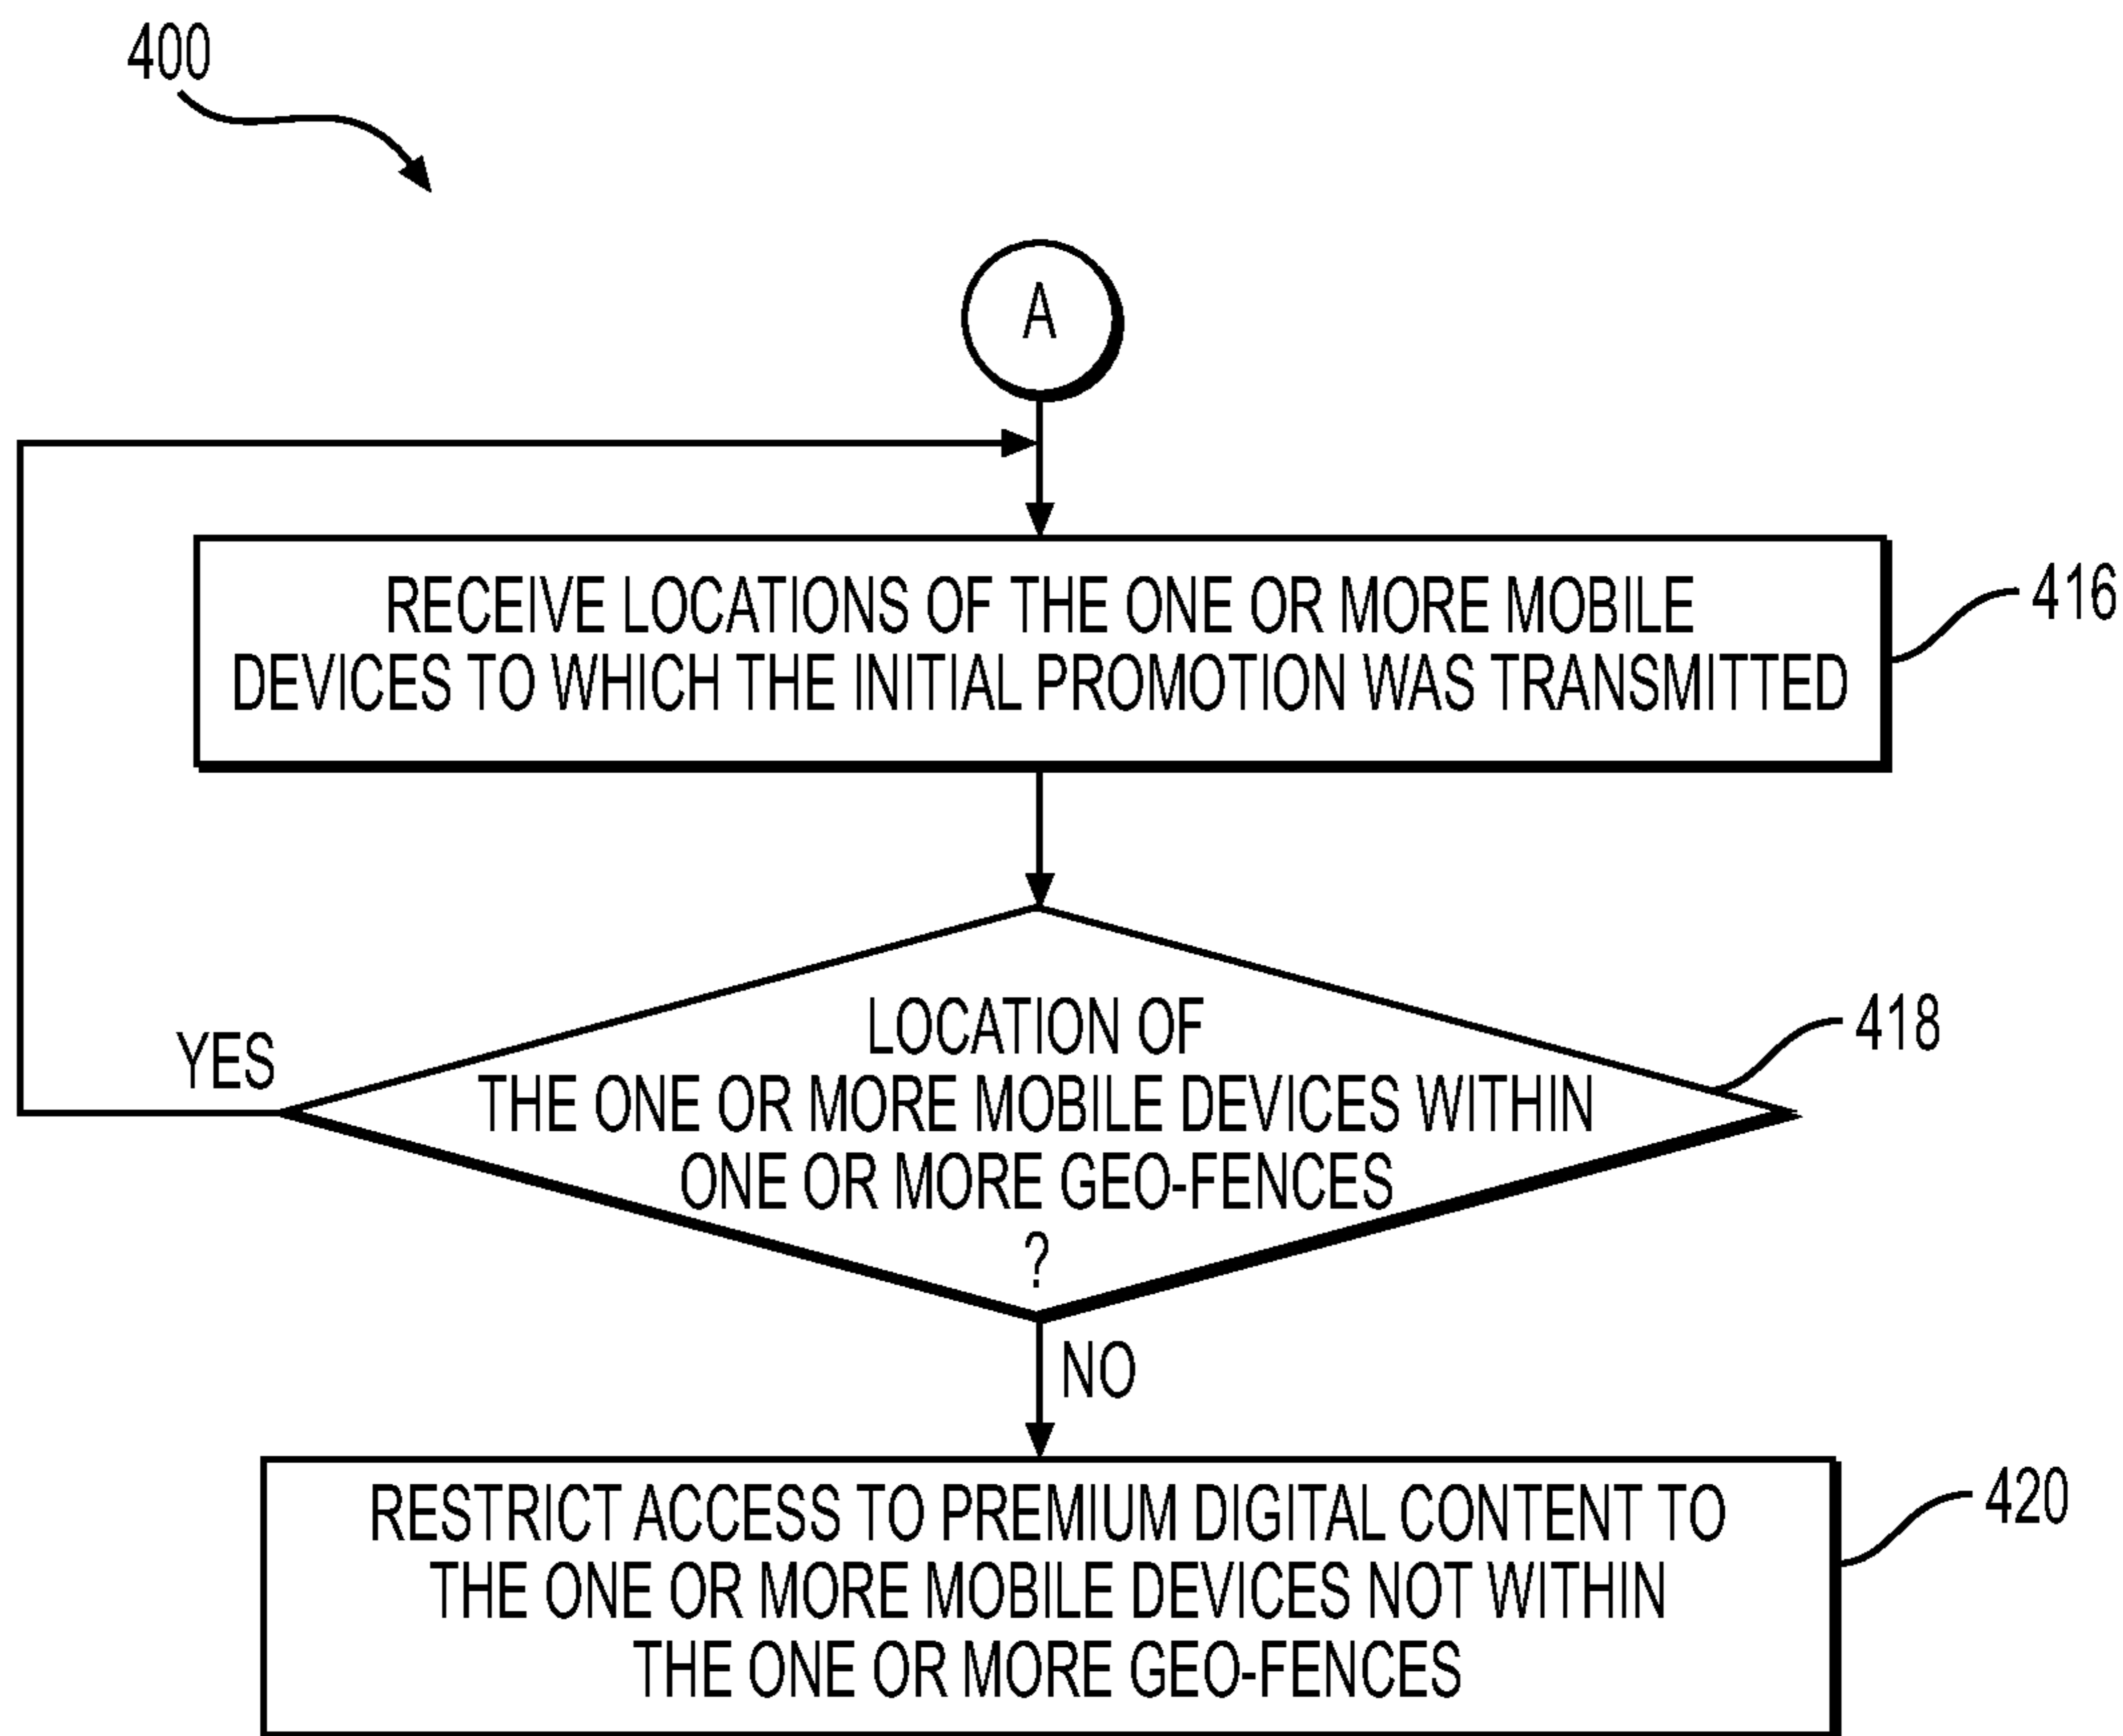 400
A
RECEIVE LOCATIONS OF THE ONE OR MORE MOBILE
DEVICES TO WHICH THE INITIAL PROMOTION WAS TRANSMITTED
416
LOCATION OF
THE ONE OR MORE MOBILE DEVICES WITHIN
ONE OR MORE GEO-FENCES
?
418
YES
NO
RESTRICT ACCESS TO PREMIUM DIGITAL CONTENT TO
THE ONE OR MORE MOBILE DEVICES NOT WITHIN
THE ONE OR MORE GEO-FENCES
420